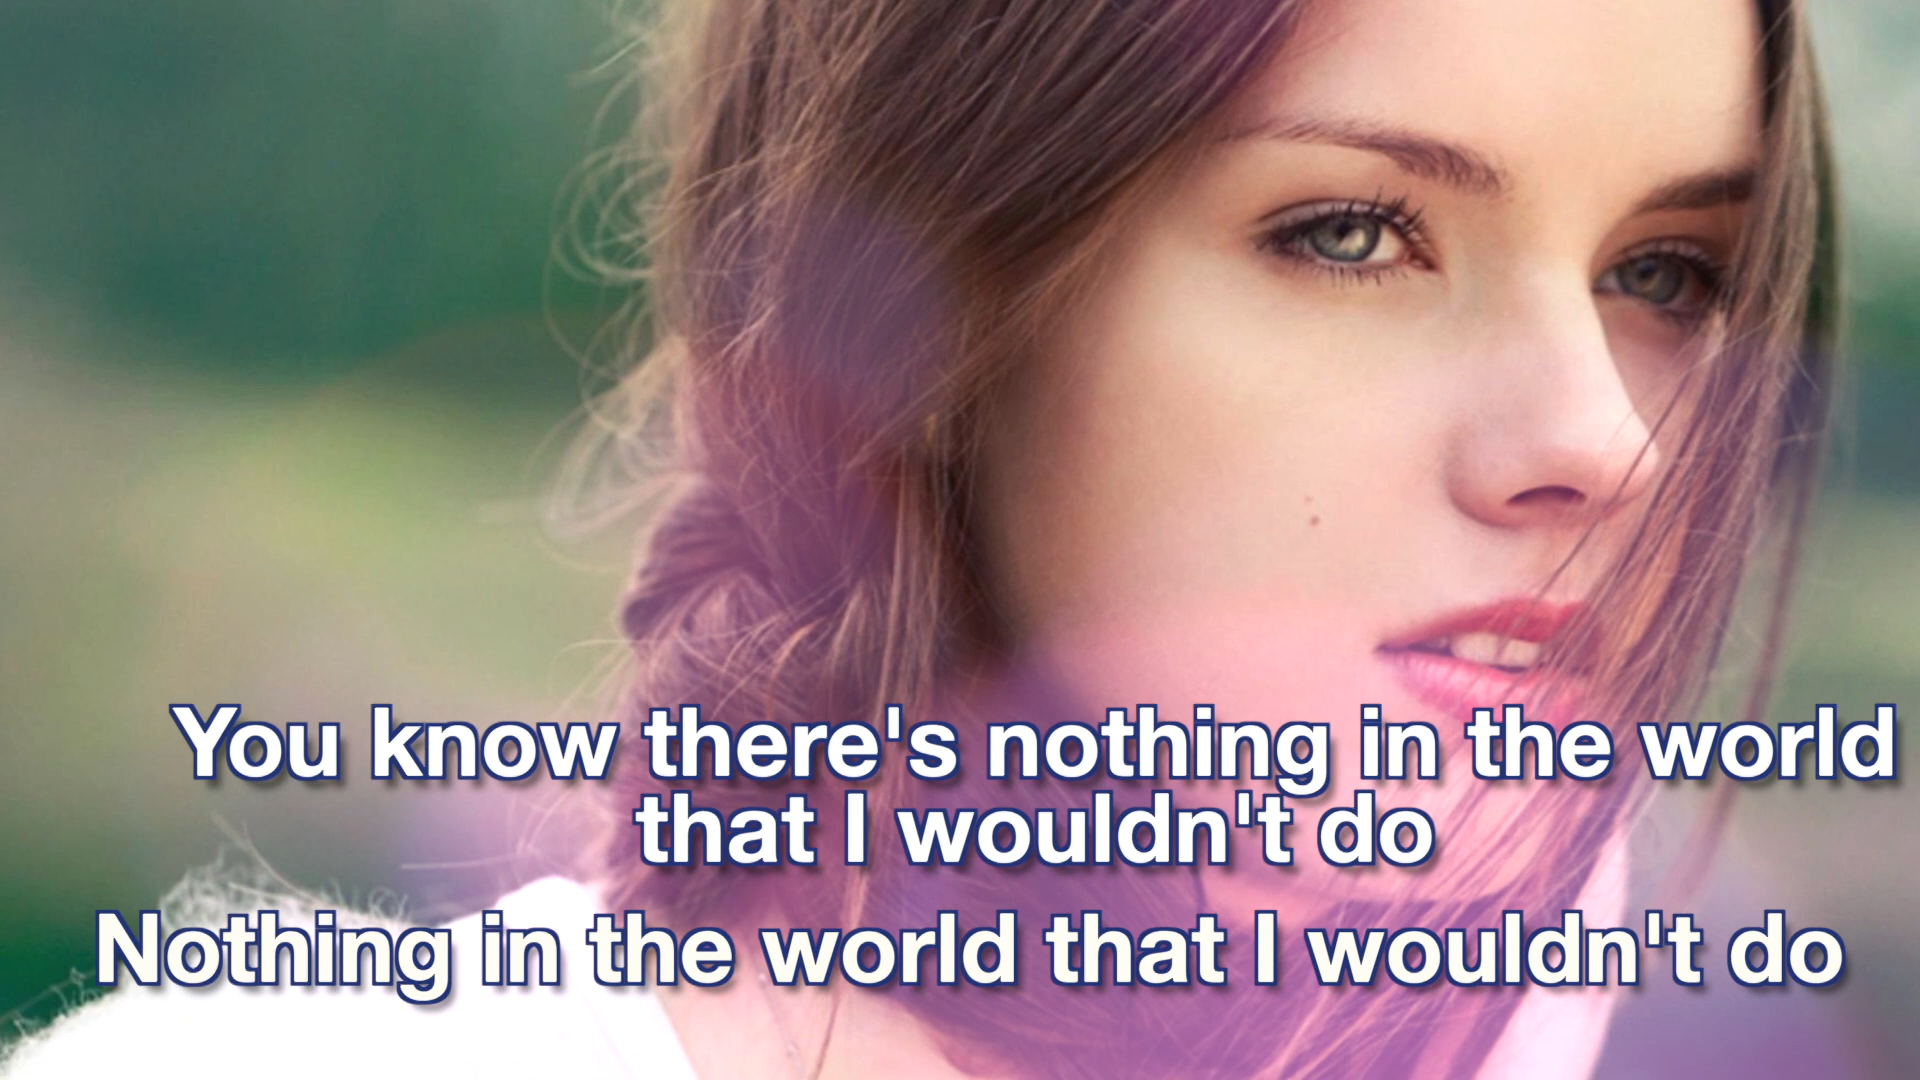 You know there's nothing in the world
that I wouldn't do
Nothing in the world that I wouldn't do